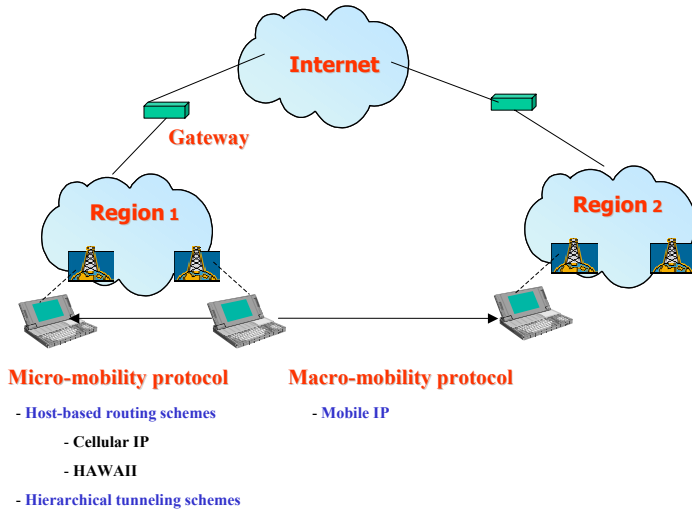 Internet
Gateway
Region 1
Region 2
Micro-mobility protocol
- Host-based routing schemes
- Cellular IP
- HAWAII
- Hierarchical tunneling schemes
Macro-mobility protocol
- Mobile IP